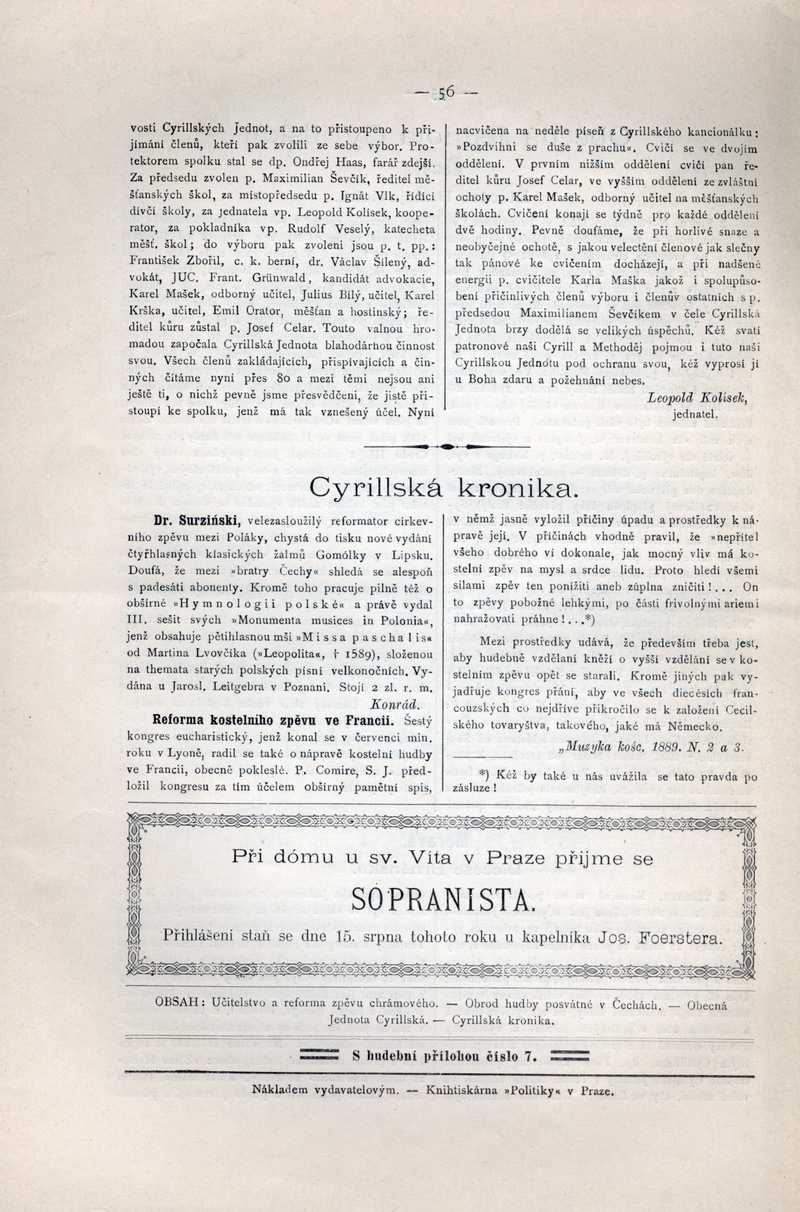 — 56 —
vosti Cyrillských Jednot, a na to přistoupeno k při-
jímání členů, kteří pak zvolili ze sebe výbor. Pro-
tektorem spolku stal se dp. Ondřej Haas, farář zdejší.
Za předsedu zvolen p. Maximilian Ševčík, ředitel mě-
šťanských škol, za místopředsedu p. Ignát Vlk, řídící
dívčí školy, za jednatela vp. Leopold Kolísek, koope-
rator, za pokladníka vp. Rudolf Veselý, katecheta
měšť. škol; do výboru pak zvoleni jsou p. t. pp.:
František Zbořil, c. k. berní, dr. Václav Šílený, ad-
vokát, JUC. Frant. Grünwald, kandidát advokacie,
Karel Mašek, odborný učitel, Julius Bílý, učitel, Karel
Krška, učitel, Emil Orator, měšťan a hostinský; ře-
ditel kůru zůstal p. Josef Celar. Touto valnou hro-
madou započala Cyrillská Jednota blahodárnou činnost
svou. Všech členů zakládajících, přispívajících a čin-
ných čítáme nyní přes 80 a mezi těmi nejsou ani
ještě ti, o nichž pevně jsme přesvědčeni, že jistě při-
stoupí ke spolku, jenž má tak vznešený účel. Nyní
nacvičena na neděle píseň z Cyrillského kancionálku:
»Pozdvihni se duše z prachu«. Cvičí se ve dvojím
oddělení. V prvním nižším oddělení cvičí pan ře-
ditel kůru Josef Celar, ve vyšším oddělení ze zvláštní
ochoty p. Karel Mašek, odborný učitel na měšťanských
školách. Cvičení konají se týdně pro každé oddělení
dvě hodiny. Pevně doufáme, že při horlivé snaze a
neobyčejné ochotě, s jakou velectění členové jak slečny
tak pánové ke cvičením docházejí, a při nadšené
energii p. cvičitele Karla Maška jakož i spolupůso-
bení přičinlivých členů výboru i členův ostatních s p.
předsedou Maximilianem Ševčíkem v čele Cyrillská
Jednota brzy dodělá se velikých úspěchů. Kéž svatí
patronové naši Cyrill a Methoděj pojmou i tuto naši
Cyrillskou Jednotu pod ochranu svou, kéž vyprosí jí
u Boha zdaru a požehnání nebes.
Leopold Kolísek,
jednatel.
Cyrillská kronika.
Dr. Surziński, velezasloužilý reformator církev-
ního zpěvu mezi Poláky, chystá do tisku nové vydání
čtyřhlasných klasických žalmů Gomólky v Lipsku.
Doufá, že mezi »bratry Čechy« shledá se alespoň
s padesáti abonenty. Kromě toho pracuje pilně též o
obšírné »Hymnologii polské« a právě vydal
III. sešit svých »Monumenta musices in Polonia«,
jenž obsahuje pětihlasnou mši »Missa paschalis«
od Martina Lvovčíka (»Leopolita«, † 1589), složenou
na themata starých polských písní velkonočních. Vy-
dána u Jarosl. Leitgebra v Poznani. Stojí 2 zl. r. m.
Konrád.
Reforma kostelního zpěvu ve Francii. Šestý
kongres eucharistický, jenž konal se v červenci min.
roku v Lyoně, radil se také o nápravě kostelní hudby
ve Francii, obecně pokleslé. P. Comire, S. J. před-
ložil kongresu za tím účelem obšírný pamětní spis,
v němž jasně vyložil příčiny úpadu a prostředky k ná-
pravě její. V příčinách vhodně pravil, že »nepřítel
všeho dobrého ví dokonale, jak mocný vliv má ko-
stelní zpěv na mysl a srdce lidu. Proto hledí všemi
silami zpěv ten ponížiti aneb zúplna zničiti!... On
to zpěvy pobožné lehkými, po části frivolnými ariemi
nahražovati práhne!...*)
Mezi prostředky udává, že především třeba jest,
aby hudebně vzdělaní kněží o vyšší vzdělání se v ko-
stelním zpěvu opět se starali. Kromě jiných pak vy-
jadřuje kongres přání, aby ve všech diecésích fran-
couzských co nejdříve přikročilo se k založení Cecil-
ského tovaryštva, takového, jaké má Německo.
„Muzyka kośc. 1889. N. 2 a 3.
*) Kéž by také u nás uvážila se tato pravda po
zásluze!
Při dómu u sv. Víta v Praze přijme se
SOPRANISTA.
Přihlášení staň se dne 15. srpna tohoto roku u kapelníka Jos. Foerstera.
OBSAH: Učitelstvo a reforma zpěvu chrámového. — Obrod hudby posvátné v Čechách. — Obecná
Jednota Cyrillská. — Cyrillská kronika.
S hudební přílohou číslo 7.
Nákladem vydavatelovým. — Knihtiskárna »Politiky« v Praze.